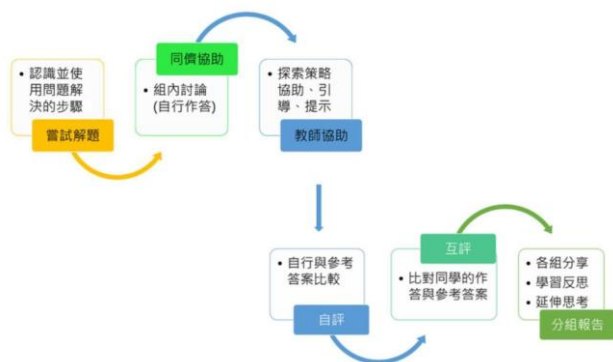 • 認識並使
用問題解
決的步驟
嘗試解題
同儕協助
• 組內討論
(自行作答)
• 探索策略
協助、引
導、提示
教師協助
• 自行與參考
答案比較
自評
互評
• 比對同學的作
答與參考答案
• 各組分享
• 學習反思
• 延伸思考
分組報告